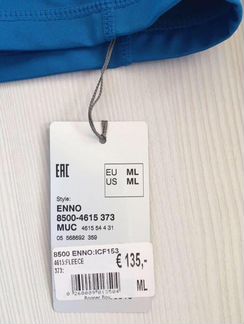 EAC
EU ML
US ML
Style:
ENNO
8500-4615 373
MUC 4615 54 4 31
05 568692 359
8500 ENNO:ICF153
4615:FLEECE
373:
€ 135,-
ML